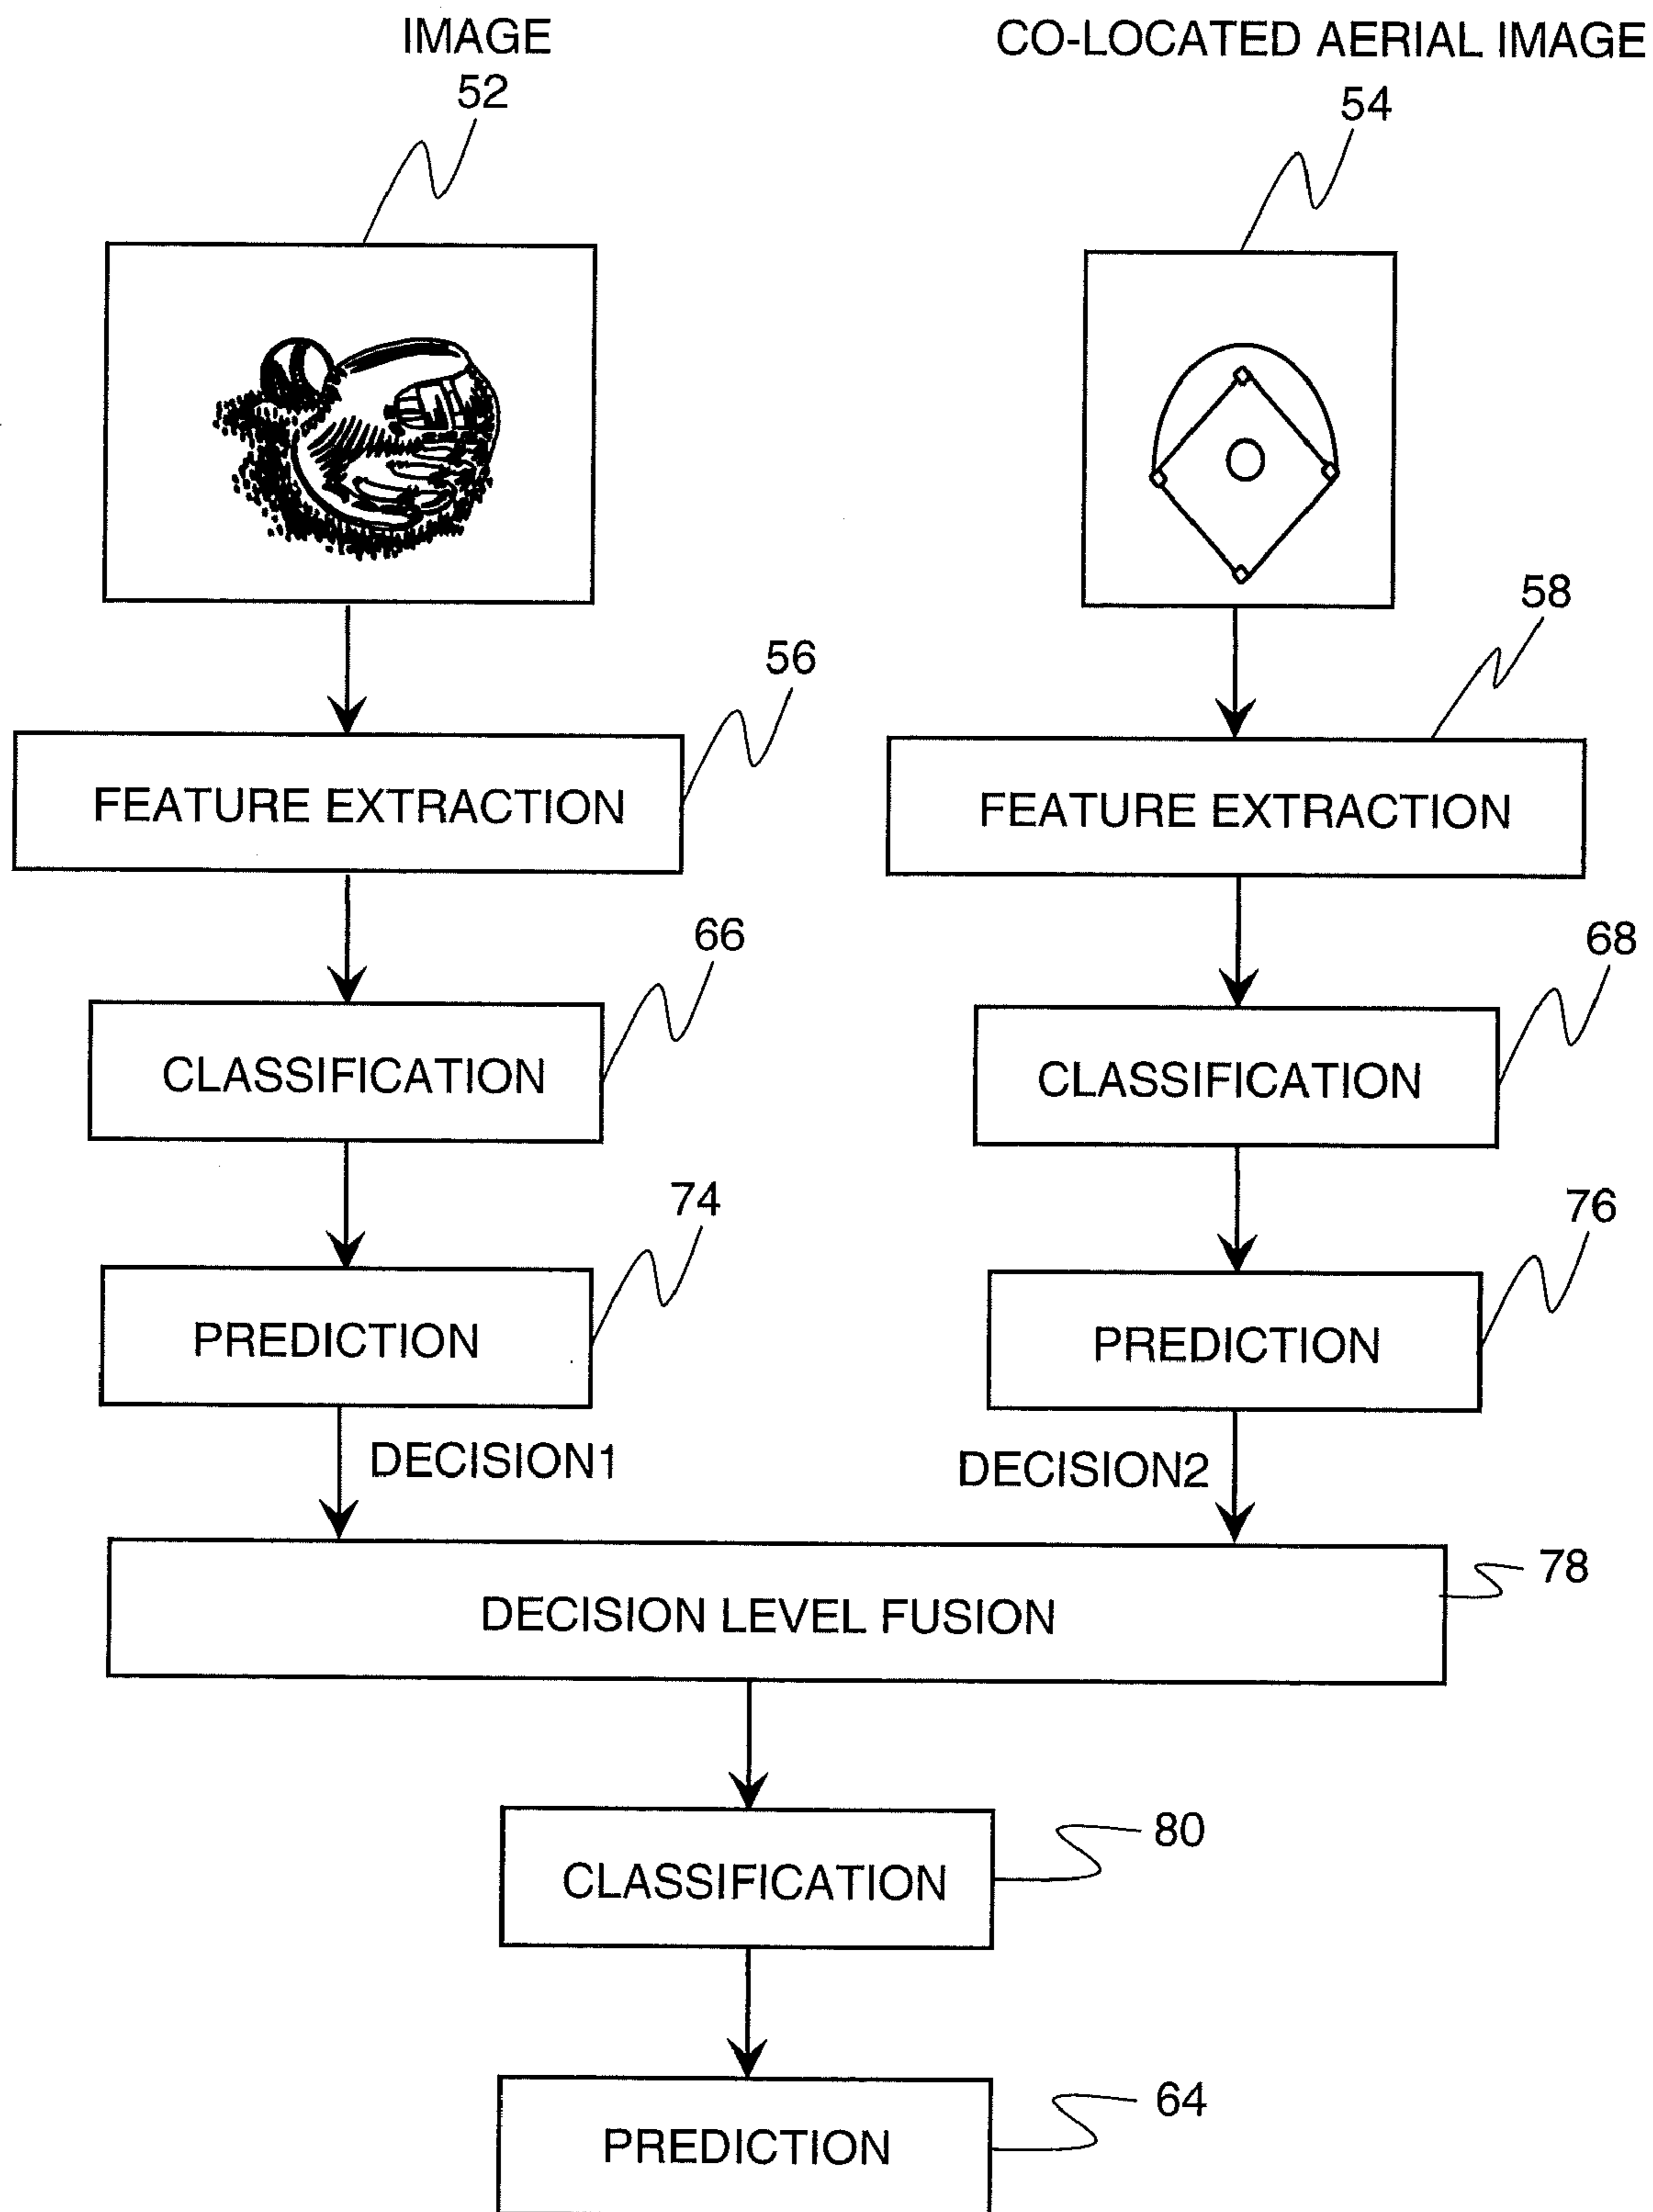 IMAGE
52
CO-LOCATED AERIAL IMAGE
54
56
58
FEATURE EXTRACTION
FEATURE EXTRACTION
66
68
CLASSIFICATION
CLASSIFICATION
74
76
PREDICTION
PREDICTION
DECISION1
DECISION2
78
DECISION LEVEL FUSION
80
CLASSIFICATION
64
PREDICTION